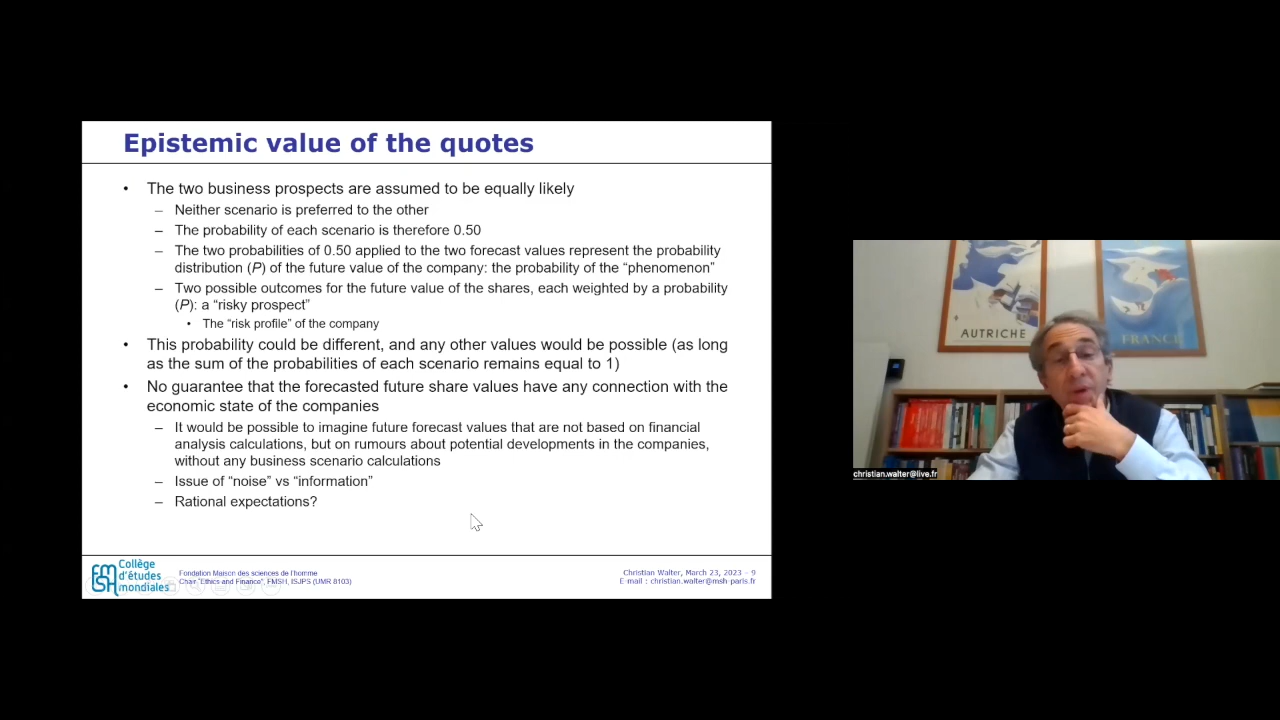 Epistemic value of the quotes
• The two business prospects are assumed to be equally likely
– Neither scenario is preferred to the other
– The probability of each scenario is therefore 0.50
– The two probabilities of 0.50 applied to the two forecast values represent the probability
distribution (P) of the future value of the company: the probability of the “phenomenon”
– Two possible outcomes for the future value of the shares, each weighted by a probability
(P): a “risky prospect”
• The “risk profile” of the company
• This probability could be different, and any other values would be possible (as long
as the sum of the probabilities of each scenario remains equal to 1)
• No guarantee that the forecasted future share values have any connection with the
economic state of the companies
– It would be possible to imagine future forecast values that are not based on financial
analysis calculations, but on rumours about potential developments in the companies,
without any business scenario calculations
– Issue of “noise” vs “information”
– Rational expectations?
FMSH
Collège
d'études
mondiales
Fondation Maison des sciences de l'homme
Chair “Ethics and Finance”, FMSH, ISJPS (UMR 8103)
Christian Walter, March 23, 2023 – 9
E-mail : christian.walter@msh-paris.fr
AUTRICHE
FRANCE
christian.walter@live.fr